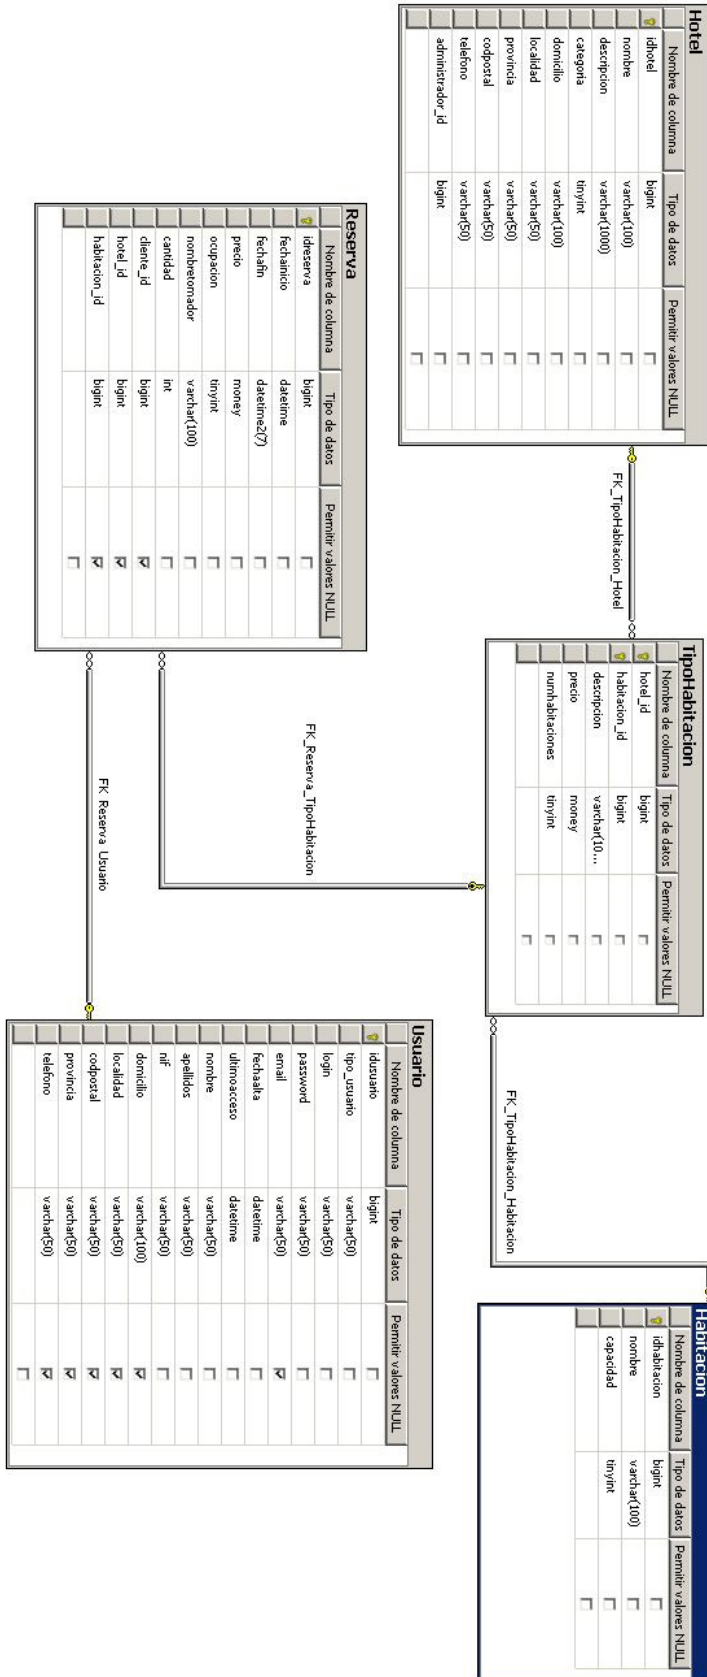 Hotel
Nombre de columna Tipo de datos Permitir valores NULL
idhotel bigint
nombre varchar(100)
descripcion varchar(1000)
categoria tinyint
domicilio varchar(100)
localidad varchar(50)
provincia varchar(50)
codpostal varchar(50)
telefono varchar(50)
administrador_id bigint
FK_TipoHabitacion_Hotel
TipoHabitacion
Nombre de columna Tipo de datos Permitir valores NULL
hotel_id bigint
habitacion_id bigint
descripcion varchar(10...
precio money
numhabitaciones tinyint
FK_TipoHabitacion_Habitacion
Habitacion
Nombre de columna Tipo de datos Permitir valores NULL
idhabitacion bigint
nombre varchar(100)
capacidad tinyint
Reserva
Nombre de columna Tipo de datos Permitir valores NULL
idreserva bigint
fechainicio datetime
fechafin datetime2(7)
precio money
ocupacion tinyint
nombretomador varchar(100)
cantidad int
cliente_id bigint
hotel_id bigint
habitacion_id bigint
FK_Reserva_TipoHabitacion
FK_Reserva_Usuario
Usuario
Nombre de columna Tipo de datos Permitir valores NULL
idusuario bigint
tipo_usuario varchar(50)
login varchar(50)
password varchar(50)
email varchar(50)
fechaalta datetime
ultimoacceso datetime
nombre varchar(50)
apellidos varchar(50)
nif varchar(50)
domicilio varchar(100)
localidad varchar(50)
codpostal varchar(50)
provincia varchar(50)
telefono varchar(50)